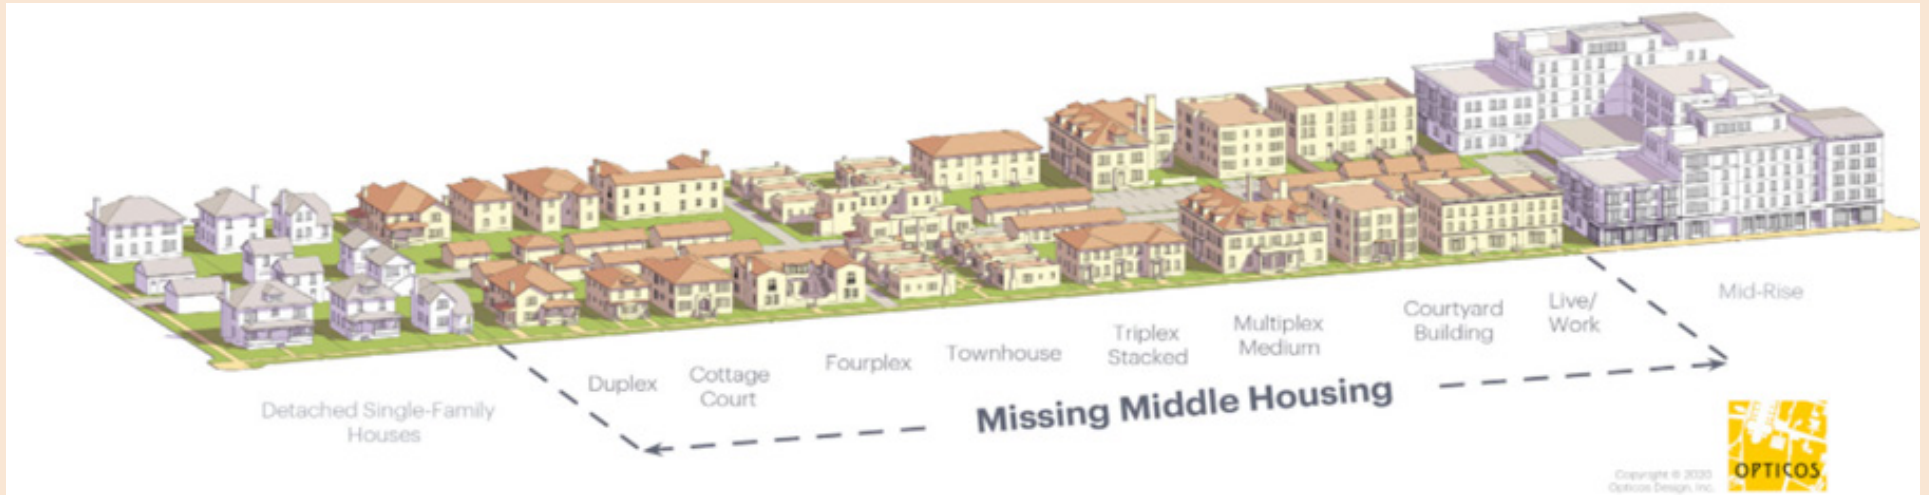 Detached Single-Family
Houses
Duplex
Cottage
Court
Fourplex
Townhouse
Triplex
Stacked
Multiplex
Medium
Courtyard
Building
Live/
Work
Mid-Rise
Missing Middle Housing
Copyright © 2020
Opticos Design, Inc.
OPTICOS